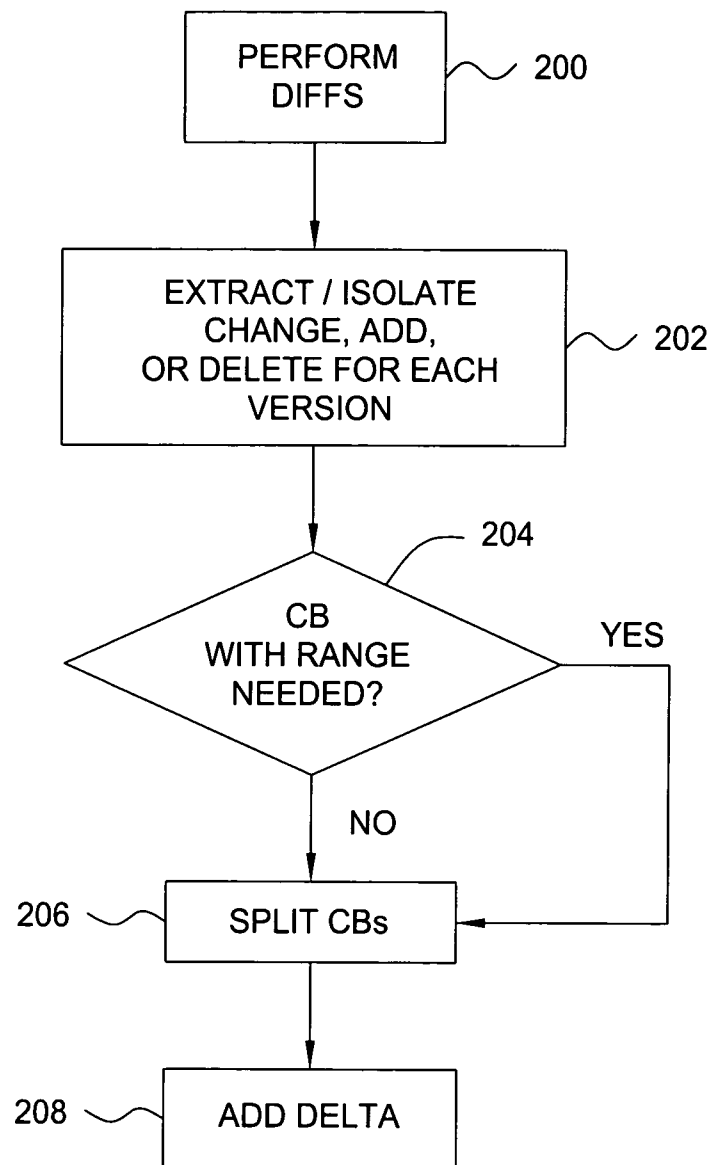 PERFORM
DIFFS
200
EXTRACT / ISOLATE
CHANGE, ADD,
OR DELETE FOR EACH
VERSION
202
204
CB
WITH RANGE
NEEDED?
YES
NO
206
SPLIT CBs
208
ADD DELTA